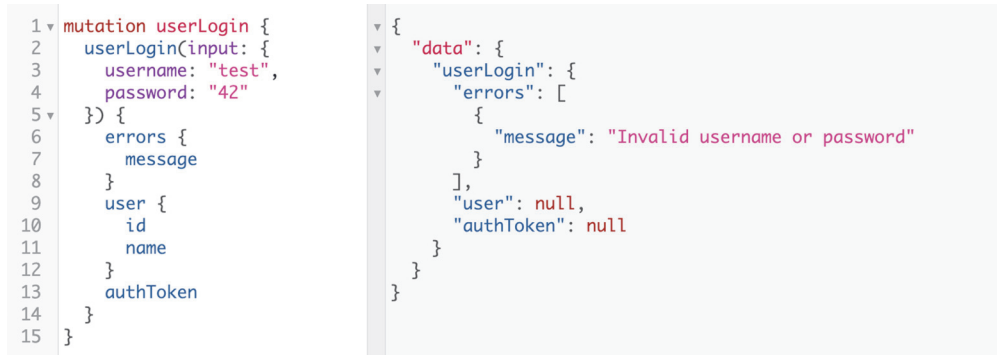 1 mutation userLogin {
2 userLogin(input: {
3 username: "test",
4 password: "42"
5 }) {
6 errors {
7 message
8 }
9 user {
10 id
11 name
12 }
13 authToken
14 }
15 }
{
"data": {
"userLogin": {
"errors": [
{
"message": "Invalid username or password"
}
],
"user": null,
"authToken": null
}
}
}